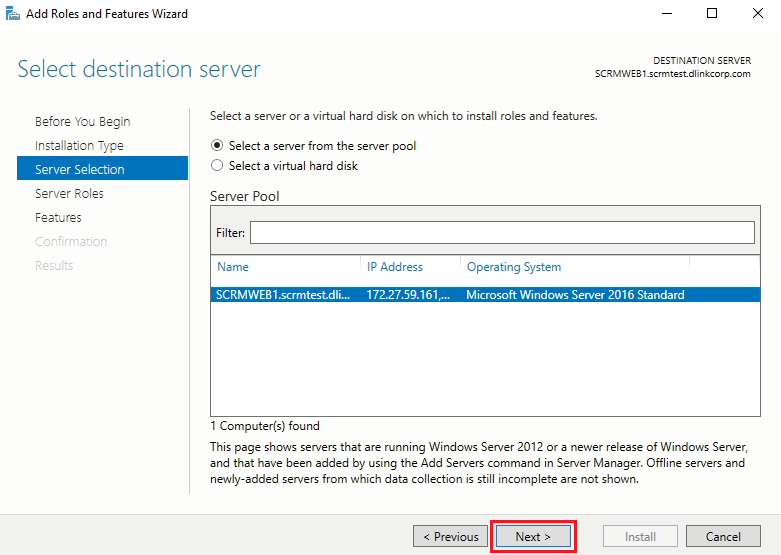 Add Roles and Features Wizard
Select destination server
DESTINATION SERVER
SCRMWEB1.scrmtest.dlinkcorp.com
Before You Begin
Installation Type
Server Selection
Server Roles
Features
Confirmation
Results
Select a server or a virtual hard disk on which to install roles and features.
Select a server from the server pool
Select a virtual hard disk
Server Pool
Filter:
Name IP Address Operating System
SCRMWEB1.scrmtest.dli... 172.27.59.161,... Microsoft Windows Server 2016 Standard
1 Computer(s) found
This page shows servers that are running Windows Server 2012 or a newer release of Windows Server,
and that have been added by using the Add Servers command in Server Manager. Offline servers and
newly-added servers from which data collection is still incomplete are not shown.
< Previous Next > Install Cancel